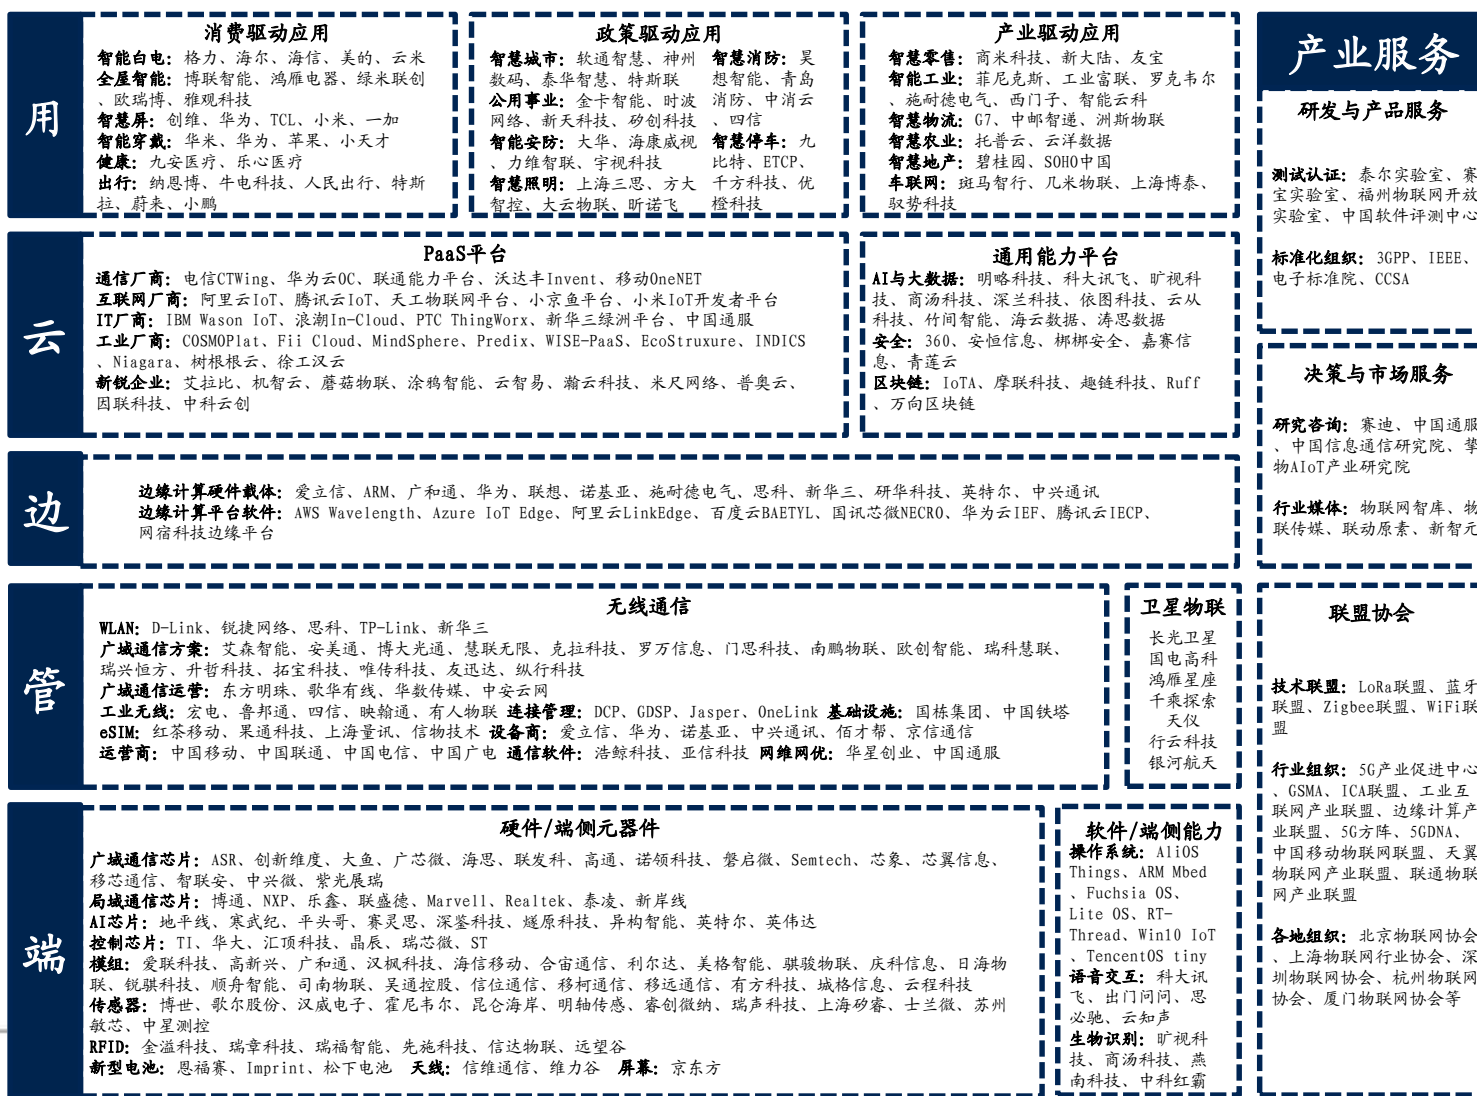 用
消费驱动应用
智能白电：格力、海尔、海信、美的、云米
全屋智能：博联智能、鸿雁电器、绿米联创
、欧瑞博、雅观科技
智慧屏：创维、华为、TCL、小米、一加
智能穿戴：华米、华为、苹果、小天才
健康：九安医疗、乐心医疗
出行：纳恩博、牛电科技、人民出行、特斯
拉、蔚来、小鹏
政策驱动应用
智慧城市：软通智慧、神州
数码、泰华智慧、特斯联
公用事业：金卡智能、时波
网络、新天科技、矽创科技
智能安防：大华、海康威视
、力维智联、宇视科技
智慧照明：上海三思、方大
智控、大云物联、昕诺飞
智慧消防：昊
想智能、青岛
消防、中消云
、四信
智慧停车：九
比特、ETCP、
千方科技、优
橙科技
产业驱动应用
智慧零售：商米科技、新大陆、友宝
智能工业：菲尼克斯、工业富联、罗克韦尔
、施耐德电气、西门子、智能云科
智慧物流：G7、中邮智递、洲斯物联
智慧农业：托普云、云洋数据
智慧地产：碧桂园、SOHO中国
车联网：斑马智行、几米物联、上海博泰、
驭势科技
云
PaaS平台
通信厂商：电信CTWing、华为云OC、联通能力平台、沃达丰Invent、移动OneNET
互联网厂商：阿里云IoT、腾讯云IoT、天工物联网平台、小京鱼平台、小米IoT开发者平台
IT厂商：IBM Wason IoT、浪潮In-Cloud、PTC ThingWorx、新华三绿洲平台、中国通服
工业厂商：COSMOPlat、Fii Cloud、MindSphere、Predix、WISE-PaaS、EcoStruxure、INDICS
、Niagara、树根根云、徐工汉云
新锐企业：艾拉比、机智云、蘑菇物联、涂鸦智能、云智易、瀚云科技、米尺网络、普奥云、
因联科技、中科云创
通用能力平台
AI与大数据：明略科技、科大讯飞、旷视科
技、商汤科技、深兰科技、依图科技、云从
科技、竹间智能、海云数据、涛思数据
安全：360、安恒信息、梆梆安全、嘉赛信
息、青莲云
区块链：IoTA、摩联科技、趣链科技、Ruff
、万向区块链
边
边缘计算硬件载体：爱立信、ARM、广和通、华为、联想、诺基亚、施耐德电气、思科、新华三、研华科技、英特尔、中兴通讯
边缘计算平台软件：AWS Wavelength、Azure IoT Edge、阿里云LinkEdge、百度云BAETYL、国讯芯微NECRO、华为云IEF、腾讯云IECP、
网宿科技边缘平台
管
无线通信
WLAN：D-Link、锐捷网络、思科、TP-Link、新华三
广域通信方案：艾森智能、安美通、博大光通、慧联无限、克拉科技、罗万信息、门思科技、南鹏物联、欧创智能、瑞科慧联、
瑞兴恒方、升哲科技、拓宝科技、唯传科技、友迅达、纵行科技
广域通信运营：东方明珠、歌华有线、华数传媒、中安云网
工业无线：宏电、鲁邦通、四信、映翰通、有人物联 连接管理：DCP、GDSP、Jasper、OneLink 基础设施：国栋集团、中国铁塔
eSIM：红茶移动、果通科技、上海量讯、信物技术 设备商：爱立信、华为、诺基亚、中兴通讯、佰才帮、京信通信
运营商：中国移动、中国联通、中国电信、中国广电 通信软件：浩鲸科技、亚信科技 网维网优：华星创业、中国通服
卫星物联
长光卫星
国电高科
鸿雁星座
千乘探索
天仪
行云科技
银河航天
端
硬件/端侧元器件
广域通信芯片：ASR、创新维度、大鱼、广芯微、海思、联发科、高通、诺领科技、磐启微、Semtech、芯象、芯翼信息、
移芯通信、智联安、中兴微、紫光展瑞
局域通信芯片：博通、NXP、乐鑫、联盛德、Marvell、Realtek、泰凌、新岸线
AI芯片：地平线、寒武纪、平头哥、赛灵思、深鉴科技、燧原科技、异构智能、英特尔、英伟达
控制芯片：TI、华大、汇顶科技、晶辰、瑞芯微、ST
模组：爱联科技、高新兴、广和通、汉枫科技、海信移动、合宙通信、利尔达、美格智能、骐骏物联、庆科信息、日海物
联、锐骐科技、顺舟智能、司南物联、吴通控股、信位通信、移柯通信、移远通信、有方科技、城格信息、云程科技
传感器：博世、歌尔股份、汉威电子、霍尼韦尔、昆仑海岸、明轴传感、睿创微纳、瑞声科技、上海矽睿、士兰微、苏州
敏芯、中星测控
RFID：金溢科技、瑞章科技、瑞福智能、先施科技、信达物联、远望谷
新型电池：恩福赛、Imprint、松下电池 天线：信维通信、维力谷 屏幕：京东方
软件/端侧能力
操作系统：AliOS
Things、ARM Mbed
、Fuchsia OS、
Lite OS、RT-
Thread、Win10 IoT
、TencentOS tiny
语音交互：科大讯
飞、出门问问、思
必驰、云知声
生物识别：旷视科
技、商汤科技、燕
南科技、中科红霸
产业服务
研发与产品服务
测试认证：泰尔实验室、赛
宝实验室、福州物联网开放
实验室、中国软件评测中心
标准化组织：3GPP、IEEE、
电子标准院、CCSA
决策与市场服务
研究咨询：赛迪、中国通服
、中国信息通信研究院、挚
物AIoT产业研究院
行业媒体：物联网智库、物
联传媒、联动原素、新智元
联盟协会
技术联盟：LoRa联盟、蓝牙
联盟、Zigbee联盟、WiFi联
盟
行业组织：5G产业促进中心
、GSMA、ICA联盟、工业互
联网产业联盟、边缘计算产
业联盟、5G方阵、5GDNA、
中国移动物联网联盟、天翼
物联网产业联盟、联通物联
网产业联盟
各地组织：北京物联网协会
、上海物联网行业协会、深
圳物联网协会、杭州物联网
协会、厦门物联网协会等